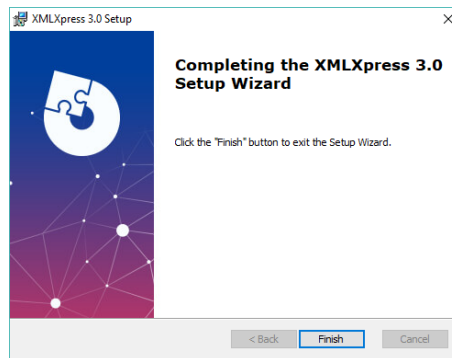 XMLXpress 3.0 Setup
Completing the XMLXpress 3.0
Setup Wizard
Click the "Finish" button to exit the Setup Wizard.
< Back
Finish
Cancel